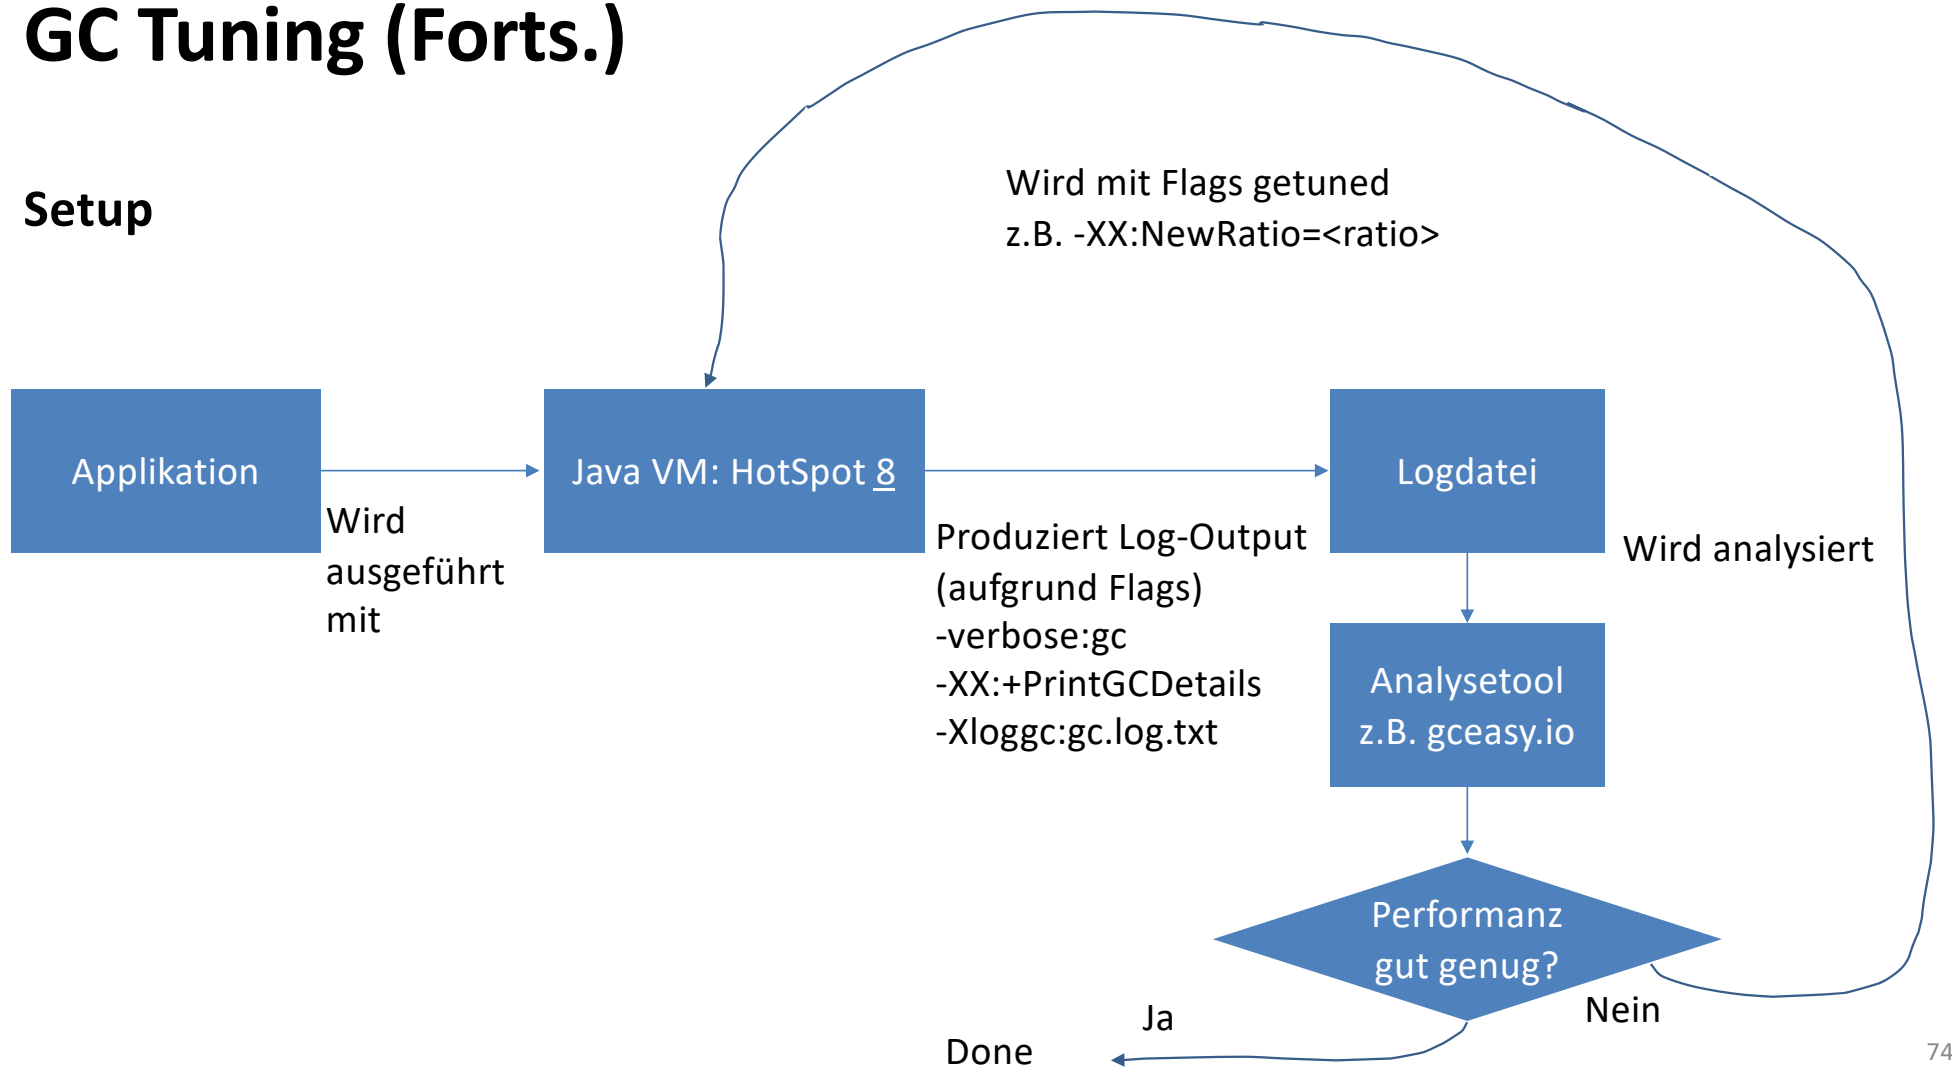 GC Tuning (Forts.)
Setup
Wird mit Flags getuned
z.B. -XX:NewRatio=<ratio>
Applikation
Wird
ausgeführt
mit
Java VM: HotSpot 8
Produziert Log-Output
(aufgrund Flags)
-verbose:gc
-XX:+PrintGCDetails
-Xloggc:gc.log.txt
Logdatei
Wird analysiert
Analysetool
z.B. gceasy.io
Performanz
gut genug?
Nein
Ja
Done
74